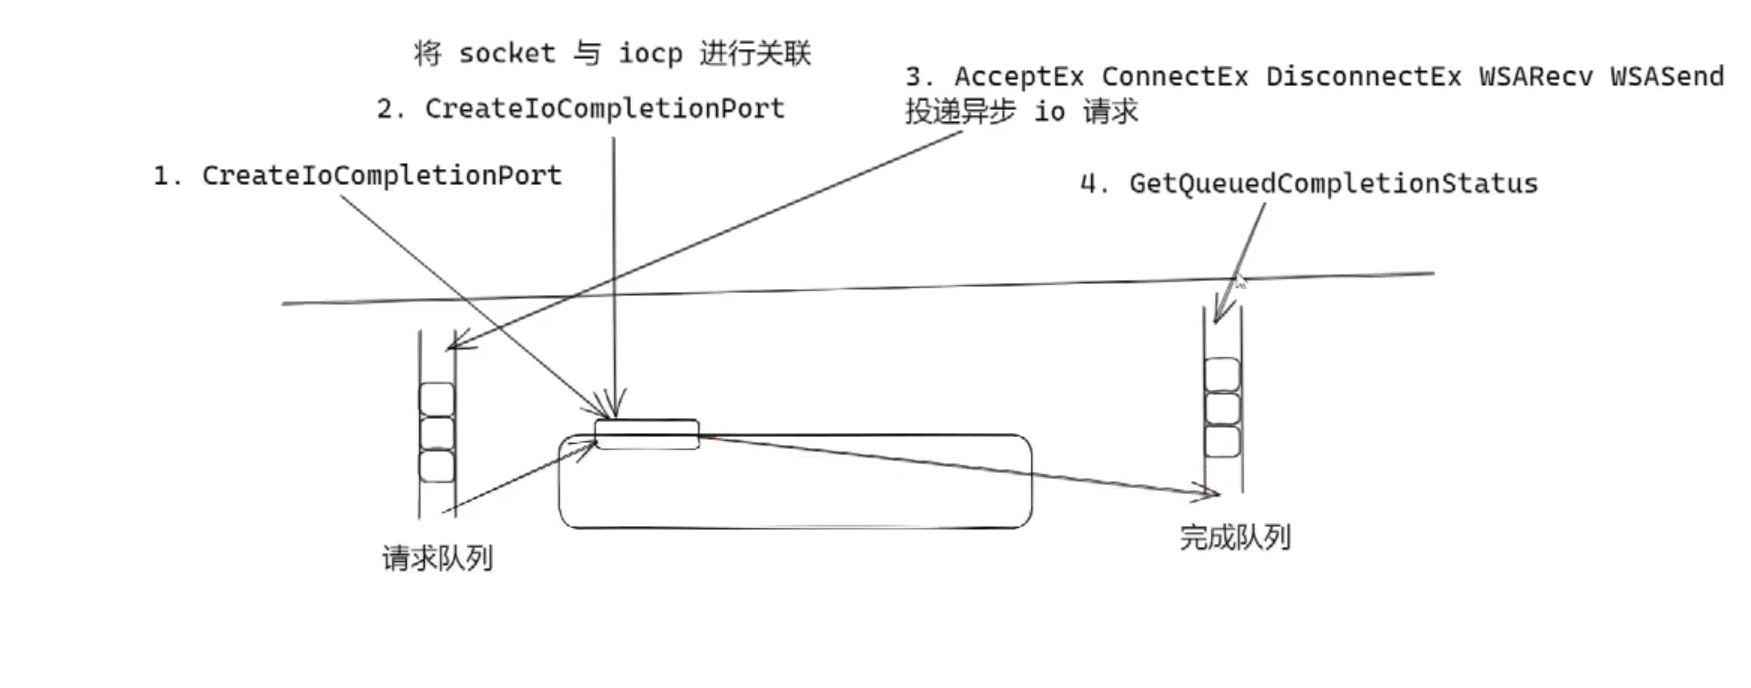 将 socket 与 iocp 进行关联
2. CreateIoCompletionPort
3. AcceptEx ConnectEx DisconnectEx WSARecv WSASend
投递异步 io 请求
1. CreateIoCompletionPort
4. GetQueuedCompletionStatus
请求队列
完成队列